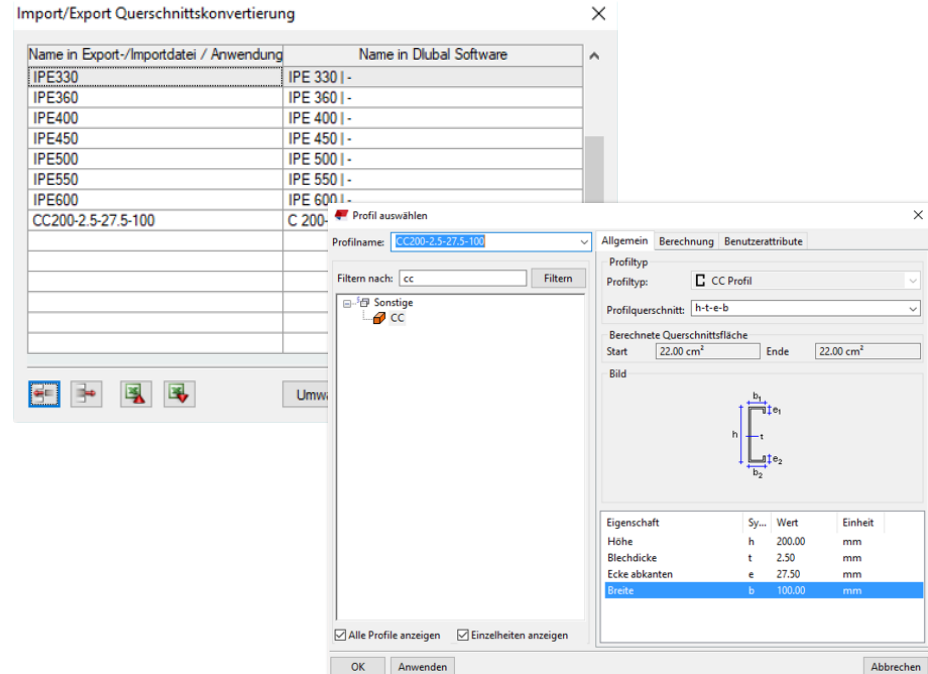 Import/Export Querschnittskonvertierung
Name in Export-/Importdatei / Anwendung Name in Dlubal Software
IPE330 IPE 330 | -
IPE360 IPE 360 | -
IPE400 IPE 400 | -
IPE450 IPE 450 | -
IPE500 IPE 500 | -
IPE550 IPE 550 | -
IPE600 IPE 600 | -
CC200-2.5-27.5-100 C 200-
Profil auswählen
Profilname: CC200-2.5-27.5-100
Filtern nach: cc Filtern
Sonstige
CC
Alle Profile anzeigen Einzelheiten anzeigen
OK Anwenden Abbrechen
Allgemein Berechnung Benutzerattribute
Profiltyp
Profiltyp: CC Profil
Profilquerschnitt: h-t-e-b
Berechnete Querschnittsfläche
Start 22.00 cm² Ende 22.00 cm²
Bild
b₁
e₁
h t
e₂
b₂
Eigenschaft Sy... Wert Einheit
Höhe h 200.00 mm
Blechdicke t 2.50 mm
Ecke abkanten e 27.50 mm
Breite b 100.00 mm